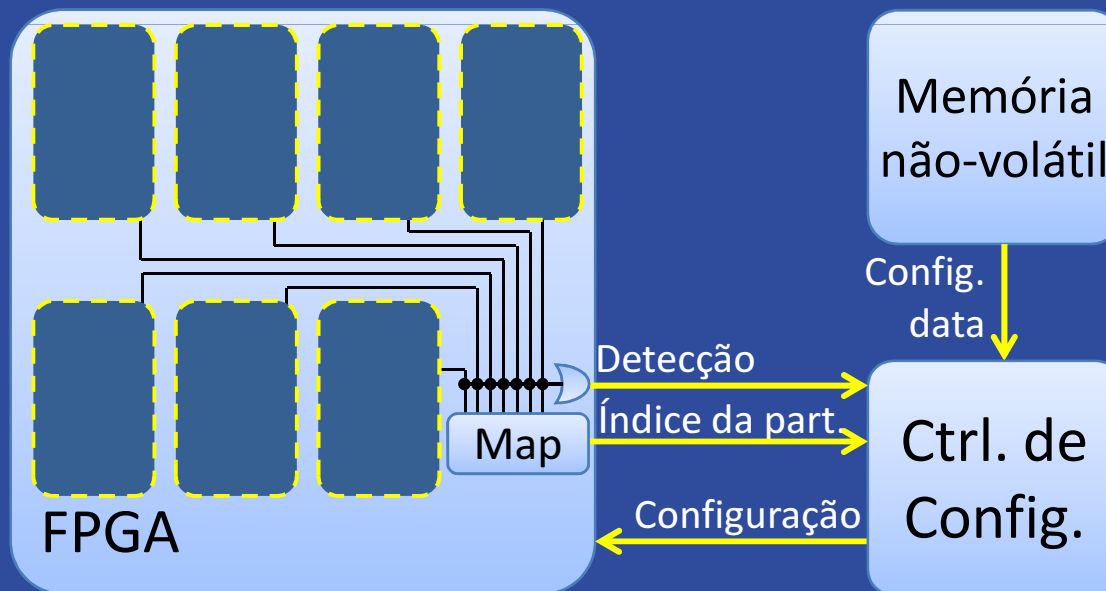 Memória
não-volátil
Config.
data
Detecção
Índice da part.
Map
Ctrl. de
Config.
Configuração
FPGA